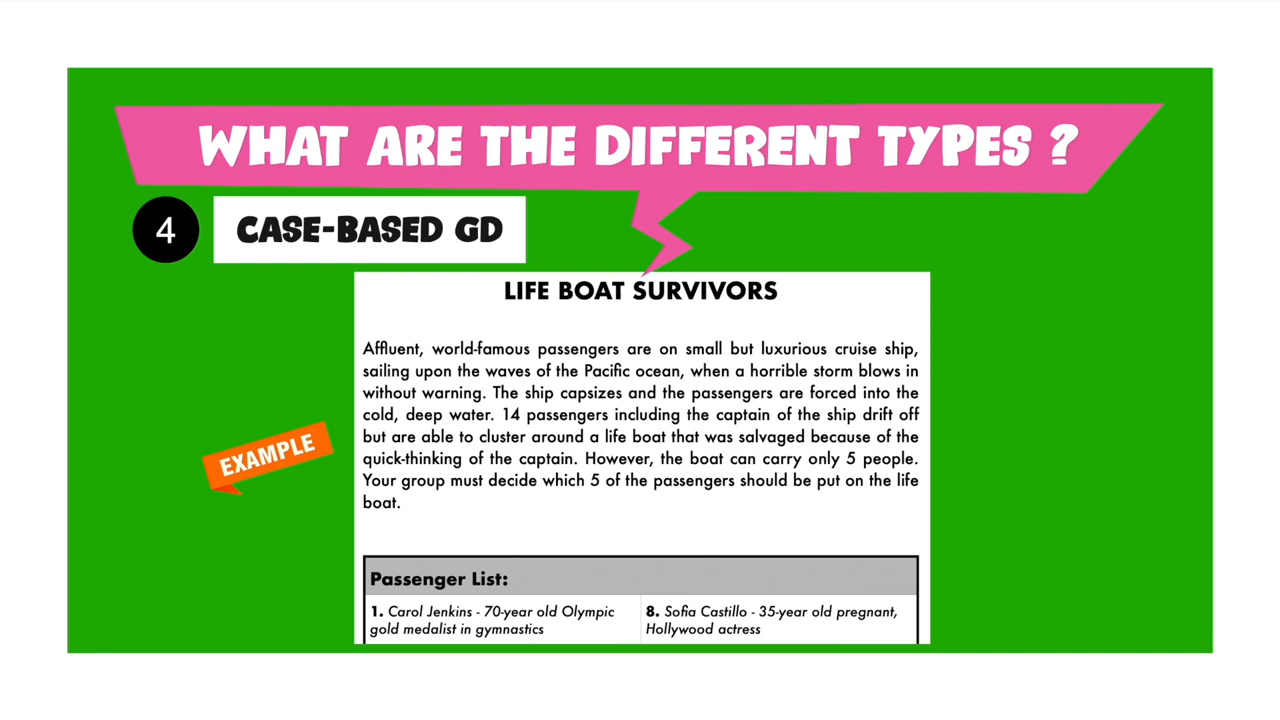 WHAT ARE THE DIFFERENT TYPES ?
4
CASE-BASED GD
LIFE BOAT SURVIVORS
Affluent, world-famous passengers are on small but luxurious cruise ship,
sailing upon the waves of the Pacific ocean, when a horrible storm blows in
without warning. The ship capsizes and the passengers are forced into the
cold, deep water. 14 passengers including the captain of the ship drift off
but are able to cluster around a life boat that was salvaged because of the
quick-thinking of the captain. However, the boat can carry only 5 people.
Your group must decide which 5 of the passengers should be put on the life
boat.
EXAMPLE
Passenger List:
1. Carol Jenkins - 70-year old Olympic
gold medalist in gymnastics
8. Sofia Castillo - 35-year old pregnant,
Hollywood actress